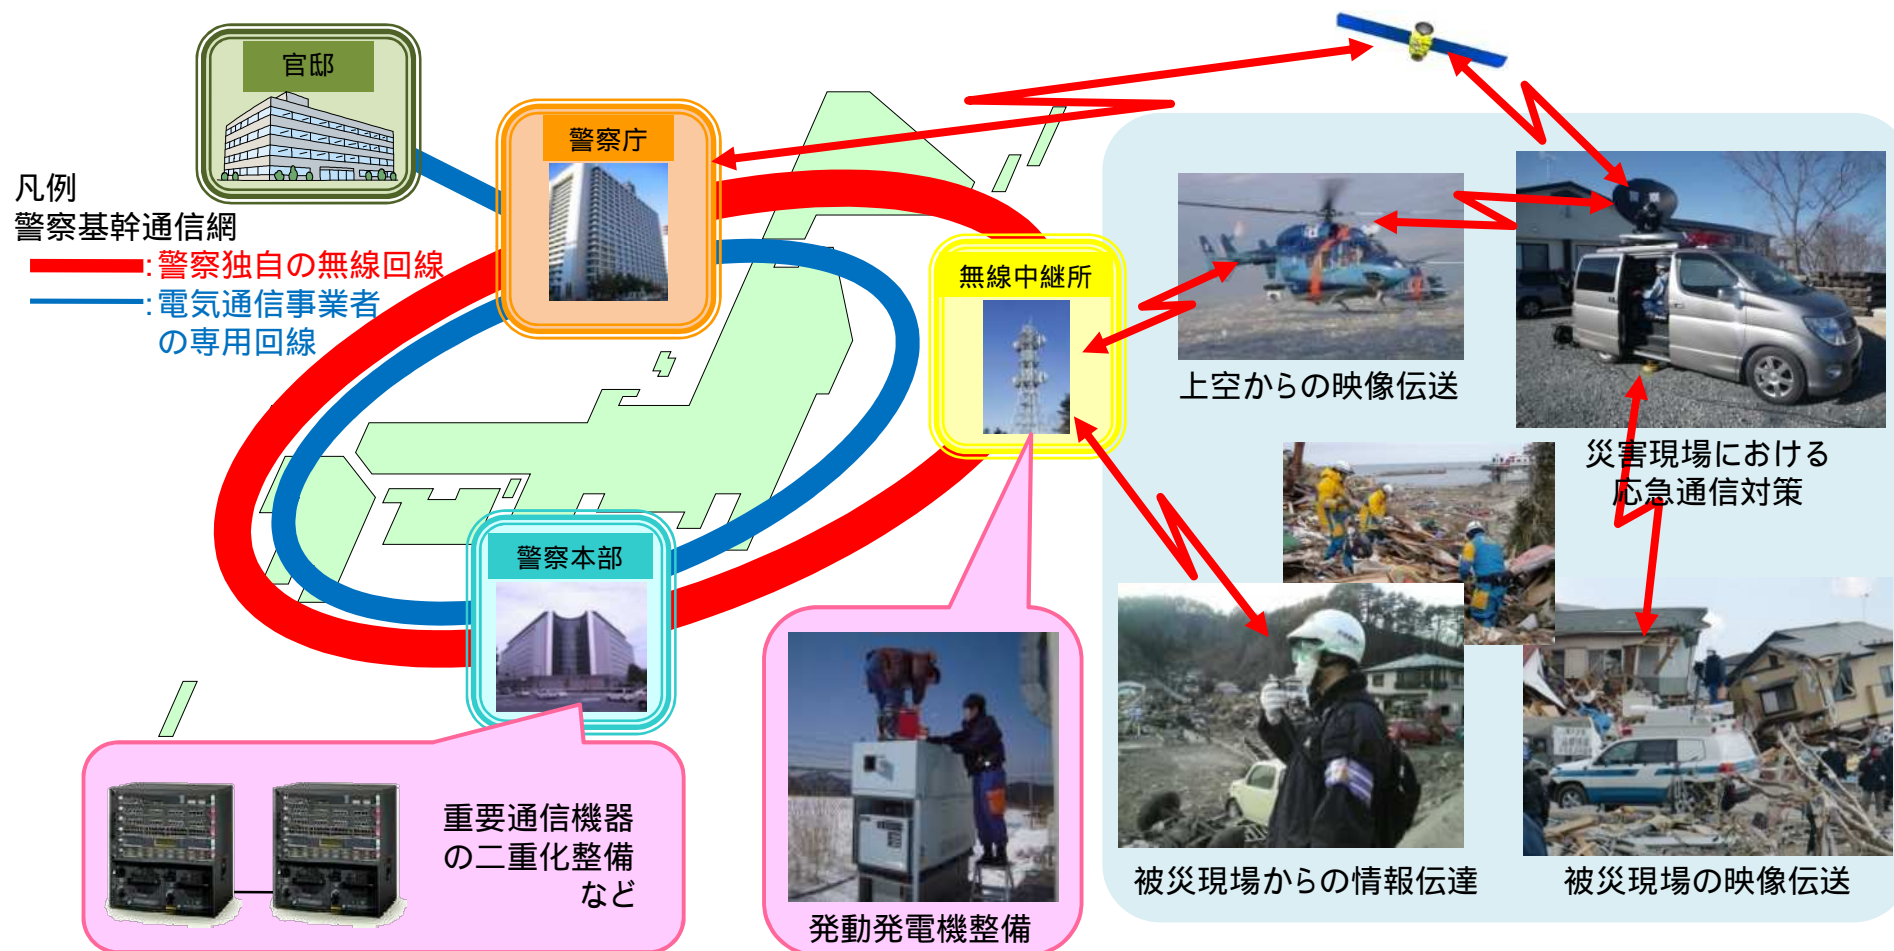 官邸
警察庁
凡例
警察基幹通信網
:警察独自の無線回線
:電気通信事業者
の専用回線
無線中継所
上空からの映像伝送
災害現場における
応急通信対策
警察本部
重要通信機器
の二重化整備
など
発動発電機整備
被災現場からの情報伝達
被災現場の映像伝送